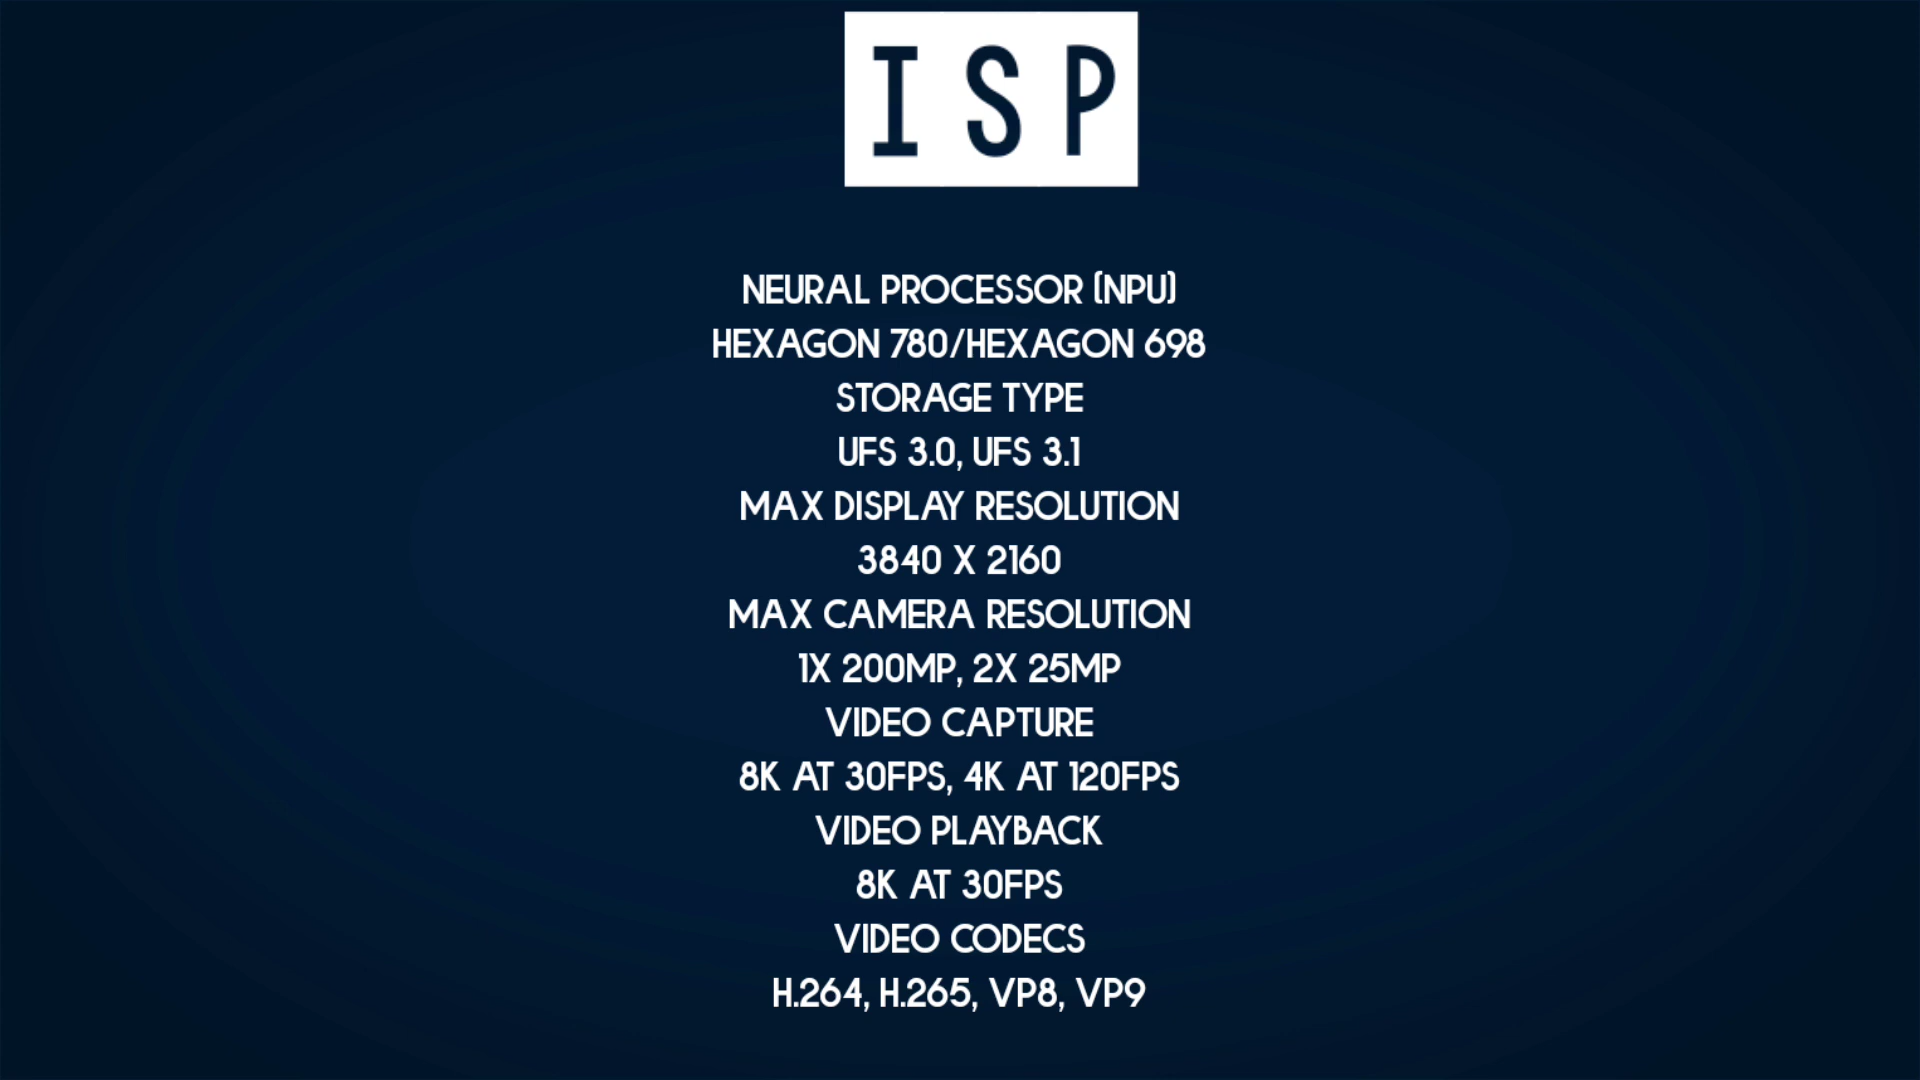 ISP
NEURAL PROCESSOR (NPU)
HEXAGON 780/HEXAGON 698
STORAGE TYPE
UFS 3.0, UFS 3.1
MAX DISPLAY RESOLUTION
3840 X 2160
MAX CAMERA RESOLUTION
1X 200MP, 2X 25MP
VIDEO CAPTURE
8K AT 30FPS, 4K AT 120FPS
VIDEO PLAYBACK
8K AT 30FPS
VIDEO CODECS
H.264, H.265, VP8, VP9